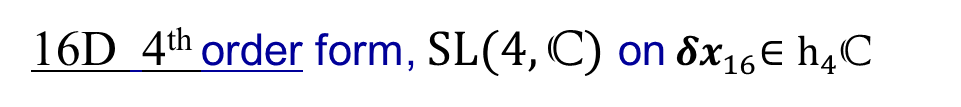 16D 4ᵗʰ order form, SL(4, ℂ) on 𝜹𝒙₁₆∈ h₄ℂ